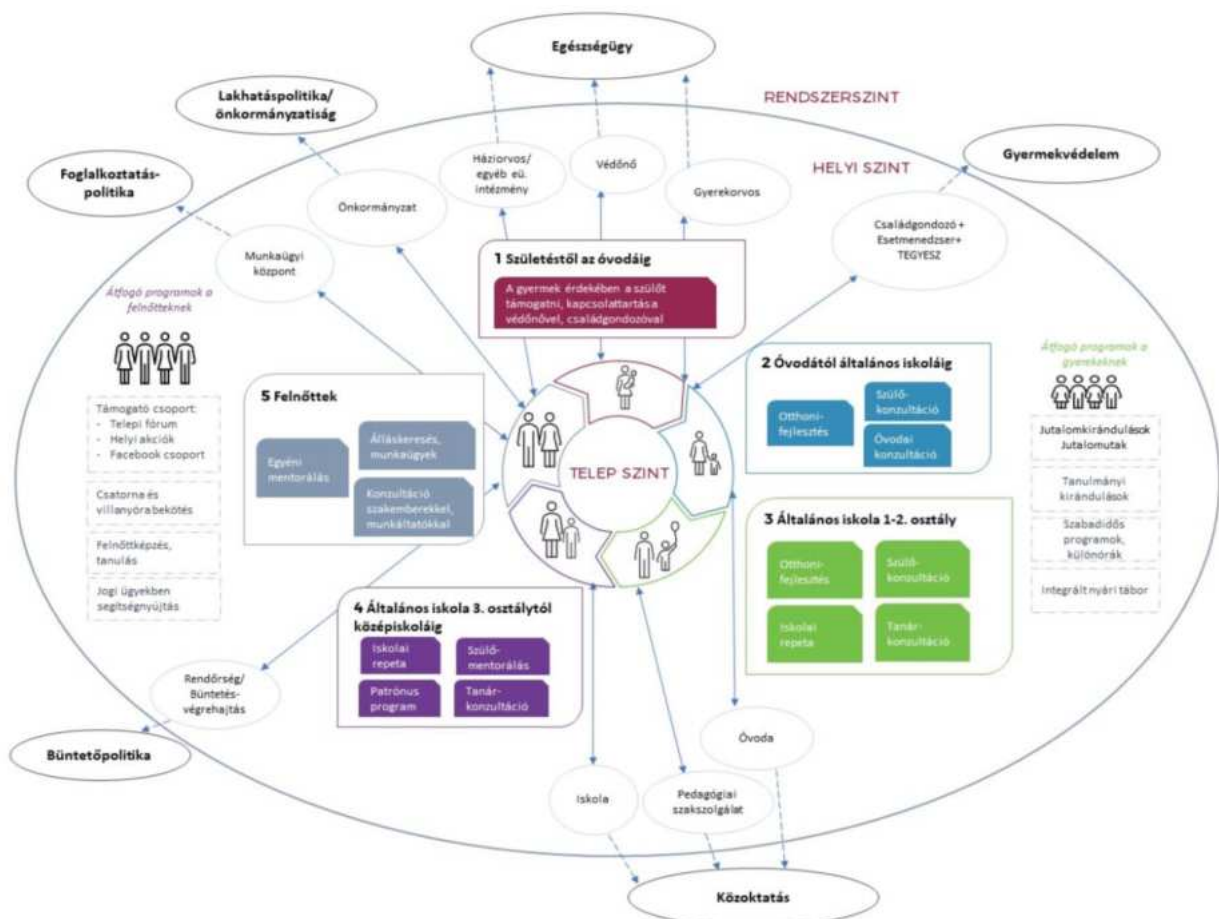 Egészségügy
RENDSZERSZINT
Lakhatáspolitika/
önkormányzatiság
Gyermekvédelem
HELYI SZINT
Foglalkoztatás-
politika
Háziorvos/
egyéb eü.
intézmény
Védőnő
Gyerekorvos
Önkormányzat
Családgondozó +
Esetmenedzser+
TEGYESZ
Munkaügyi
központ
1 Születéstől az óvodáig
A gyermek érdekében a szülőt
támogatni, kapcsolattartás a
védőnővel, családgondozóval
Átfogó programok a
felnőtteknek
Támogató csoport:
- Telepi fórum
- Helyi akciók
- Facebook csoport
Csatorna és
villanyóra bekötés
Felnőttképzés,
tanulás
Jogi ügyekben
segítségnyújtás
5 Felnőttek
Egyéni
mentorálás
Álláskeresés,
munkaügyek
Konzultáció
szakemberekkel,
munkáltatókkal
TELEP SZINT
2 Óvodától általános iskoláig
Otthoni-
fejlesztés
Szülő-
konzultáció
Óvodai
konzultáció
Átfogó programok a
gyerekeknek
Jutalomkirándulások
Jutalomutak
Tanulmányi
kirándulások
Szabadidős
programok,
különórák
Integrált nyári tábor
3 Általános iskola 1-2. osztály
Otthoni-
fejlesztés
Szülő-
konzultáció
Iskolai
repeta
Tanár-
konzultáció
4 Általános iskola 3. osztálytól
középiskoláig
Iskolai
repeta
Szülő-
mentorálás
Patrónus
program
Tanár-
konzultáció
Rendőrség/
Büntetés-
végrehajtás
Büntetőpolitika
Óvoda
Iskola
Pedagógiai
szakszolgálat
Közoktatás